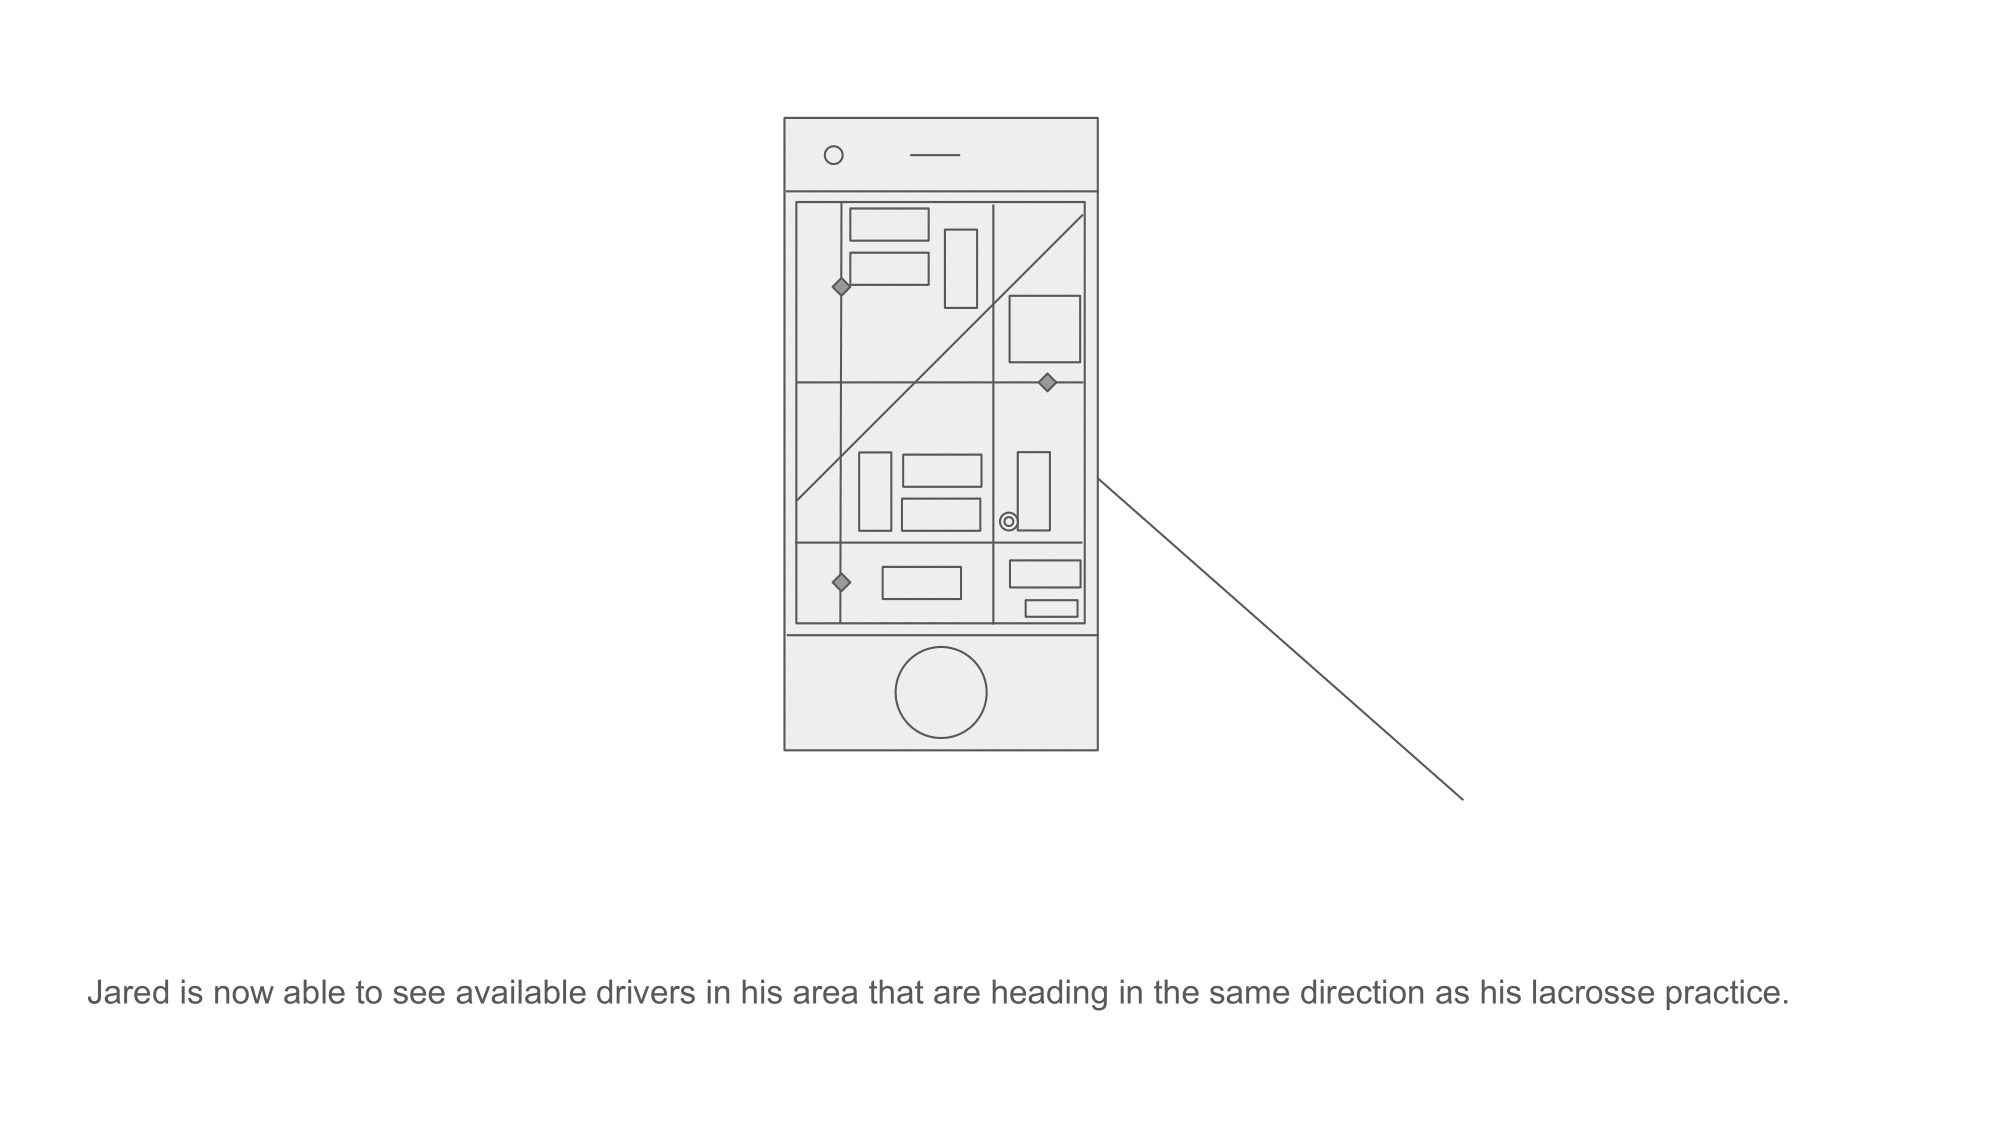 Jared is now able to see available drivers in his area that are heading in the same direction as his lacrosse practice.